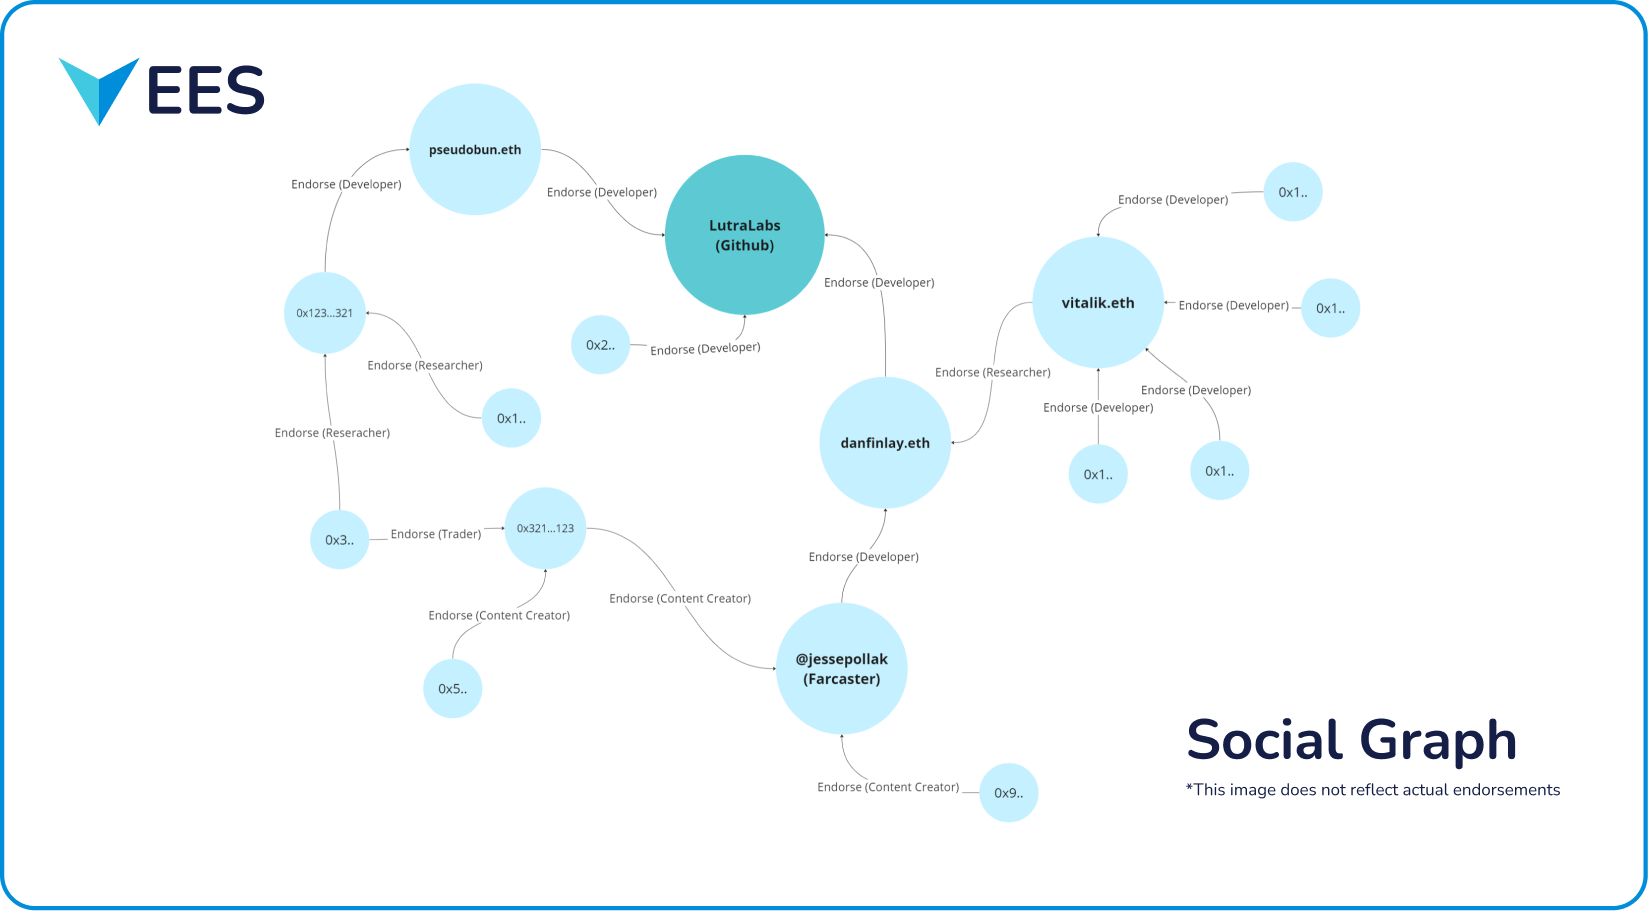 EES
pseudobun.eth
Endorse (Developer)
Endorse (Developer)
LutraLabs
(Github)
0x1..
Endorse (Developer)
Endorse (Developer)
vitalik.eth
Endorse (Developer)
0x1..
0x123...321
0x2..
Endorse (Developer)
Endorse (Researcher)
Endorse (Researcher)
Endorse (Developer)
Endorse (Developer)
0x1..
Endorse (Reseracher)
danfinlay.eth
0x1..
0x1..
0x3..
Endorse (Trader)
0x321...123
Endorse (Developer)
Endorse (Content Creator)
Endorse (Content Creator)
@jessepollak
(Farcaster)
0x5..
Endorse (Content Creator)
0x9..
Social Graph
*This image does not reflect actual endorsements